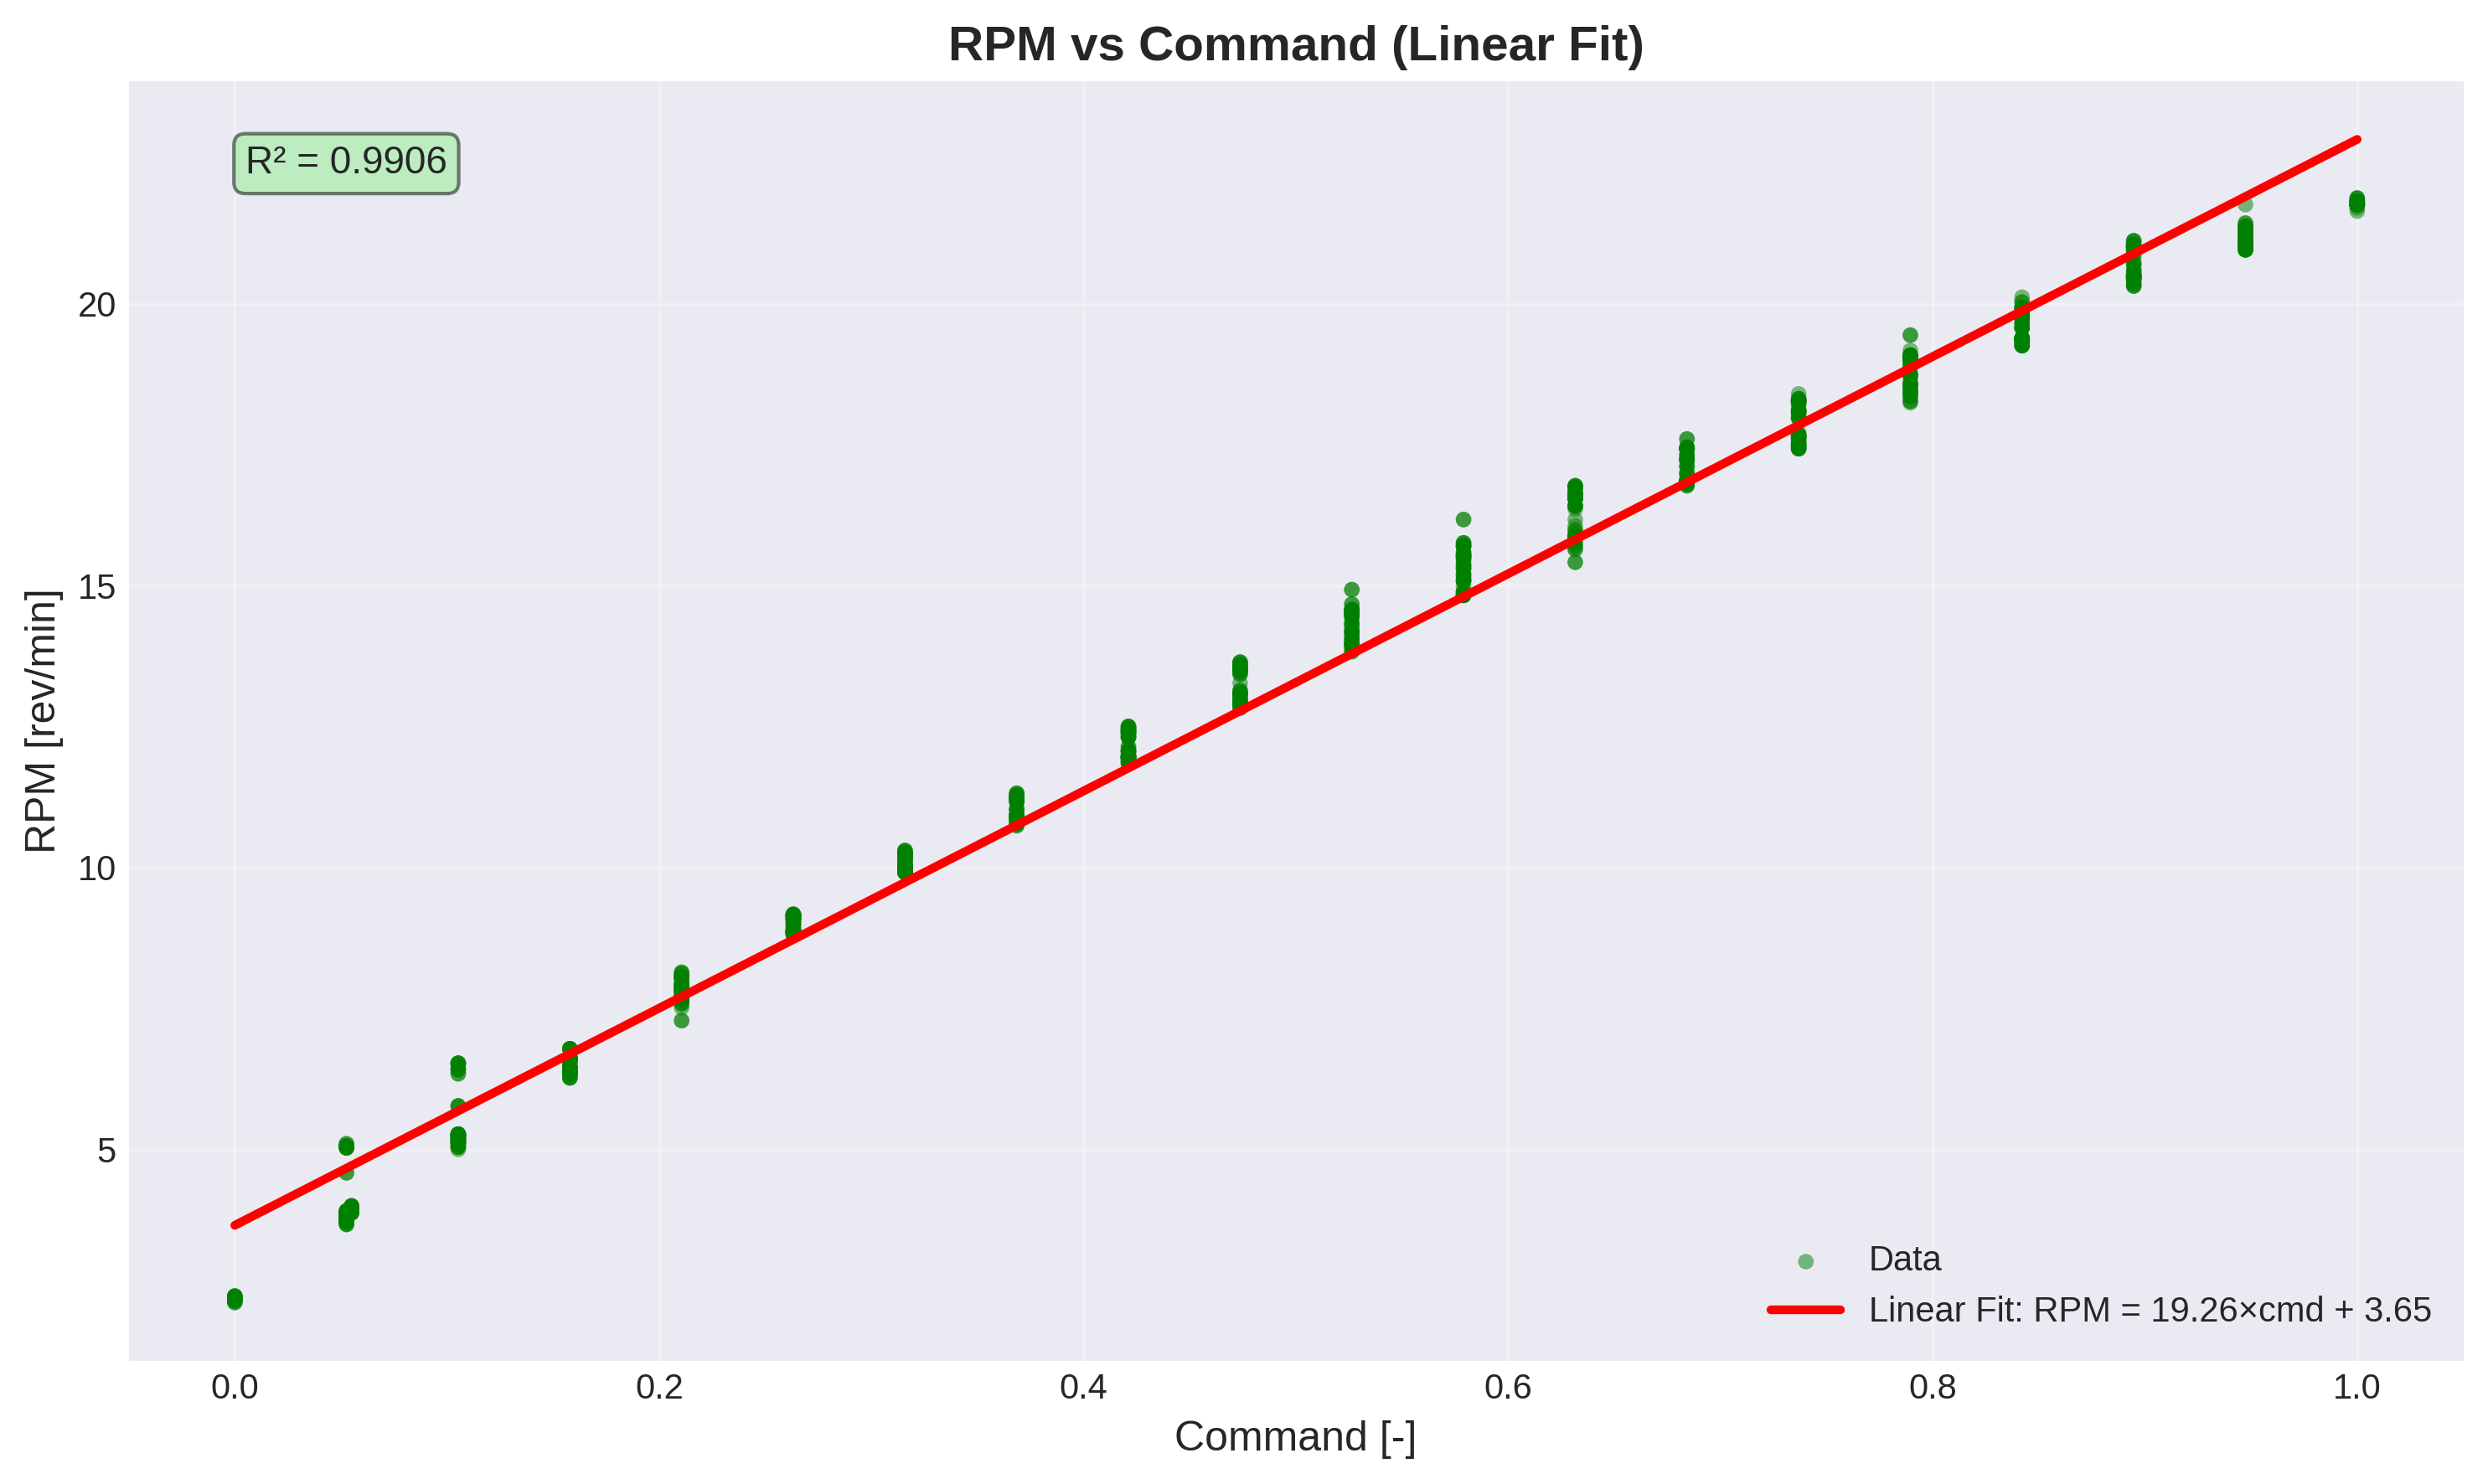 RPM vs Command (Linear Fit)
R² = 0.9906
RPM [rev/min]
20
15
10
5
Data
Linear Fit: RPM = 19.26×cmd + 3.65
0.0 0.2 0.4 0.6 0.8 1.0
Command [-]